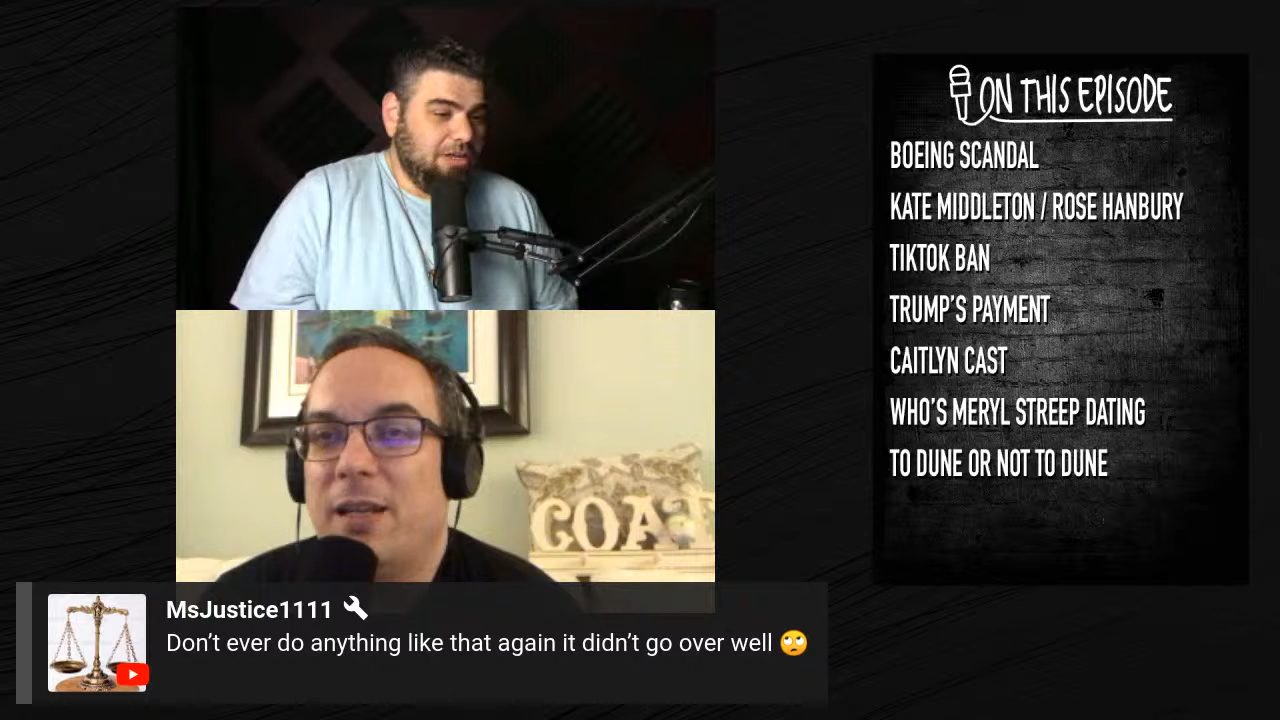 ON THIS EPISODE
BOEING SCANDAL
KATE MIDDLETON / ROSE HANBURY
TIKTOK BAN
TRUMP'S PAYMENT
CAITLYN CAST
WHO'S MERYL STREEP DATING
TO DUNE OR NOT TO DUNE
COAT
MsJustice1111
Don’t ever do anything like that again it didn’t go over well 🙄